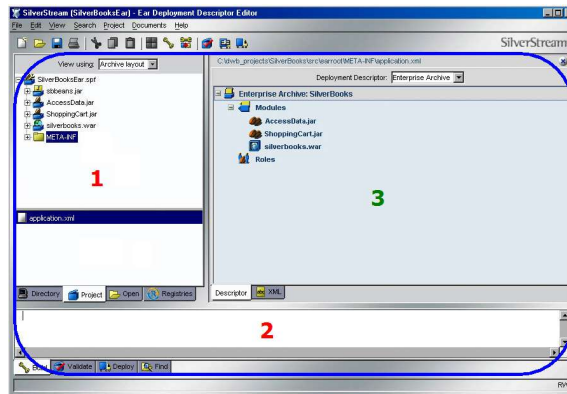 SilverStream (SilverBooksEar) - Ear Deployment Descriptor Editor
File Edit View Search Project Documents Help
SilverStream
View using: Archive layout
C:\dwb_projects\SilverBooks\src\earroot\META-INF\application.xml
SilverBooksEar.spf
sbbeans.jar
AccessData.jar
ShoppingCart.jar
silverbooks.war
META-INF
1
application.xml
Directory Project Open Registries
Deployment Descriptor: Enterprise Archive
Enterprise Archive: SilverBooks
Modules
AccessData.jar
ShoppingCart.jar
silverbooks.war
Roles
3
Descriptor XML
2
Build Validate Deploy Find